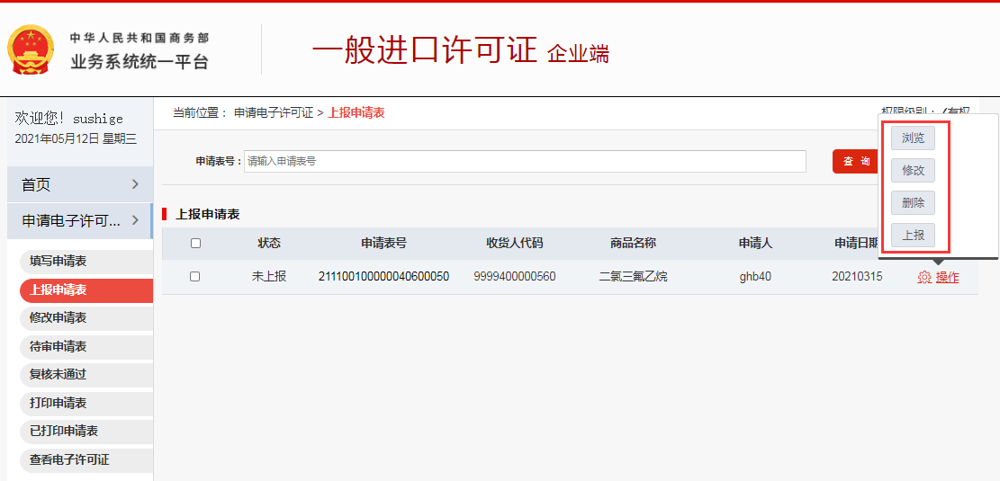 中华人民共和国商务部
业务系统统一平台
一般进口许可证 企业端
欢迎您! sushige
2021年05月12日 星期三
首页
申请电子许可...
填写申请表
上报申请表
修改申请表
待审申请表
复核未通过
打印申请表
已打印申请表
查看电子许可证
当前位置： 申请电子许可证 > 上报申请表
申请表号： 请输入申请表号 查 询
浏览
修改
删除
上报
上报申请表
状态 申请表号 收货人代码 商品名称 申请人 申请日期
未上报 211100100000040600050 9999400000560 二氯三氟乙烷 ghb40 20210315 操作